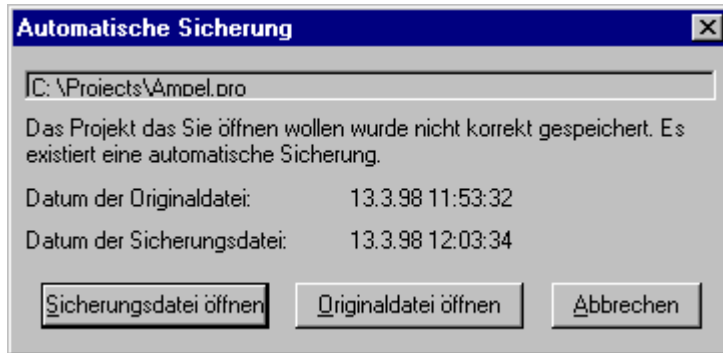 Automatische Sicherung
C:\Projects\Ampel.pro
Das Projekt das Sie öffnen wollen wurde nicht korrekt gespeichert. Es
existiert eine automatische Sicherung.
Datum der Originaldatei: 13.3.98 11:53:32
Datum der Sicherungsdatei: 13.3.98 12:03:34
Sicherungsdatei öffnen Originaldatei öffnen Abbrechen